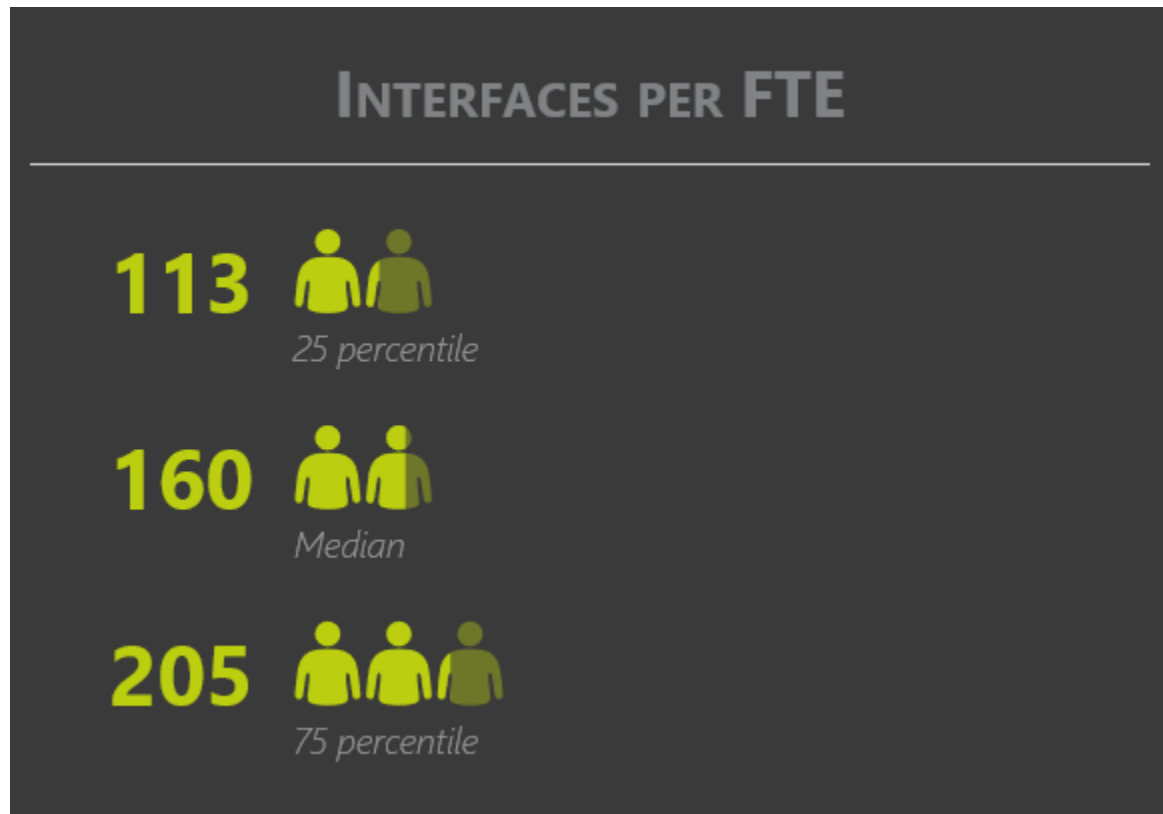 Interfaces per FTE
113
25 percentile
160
Median
205
75 percentile